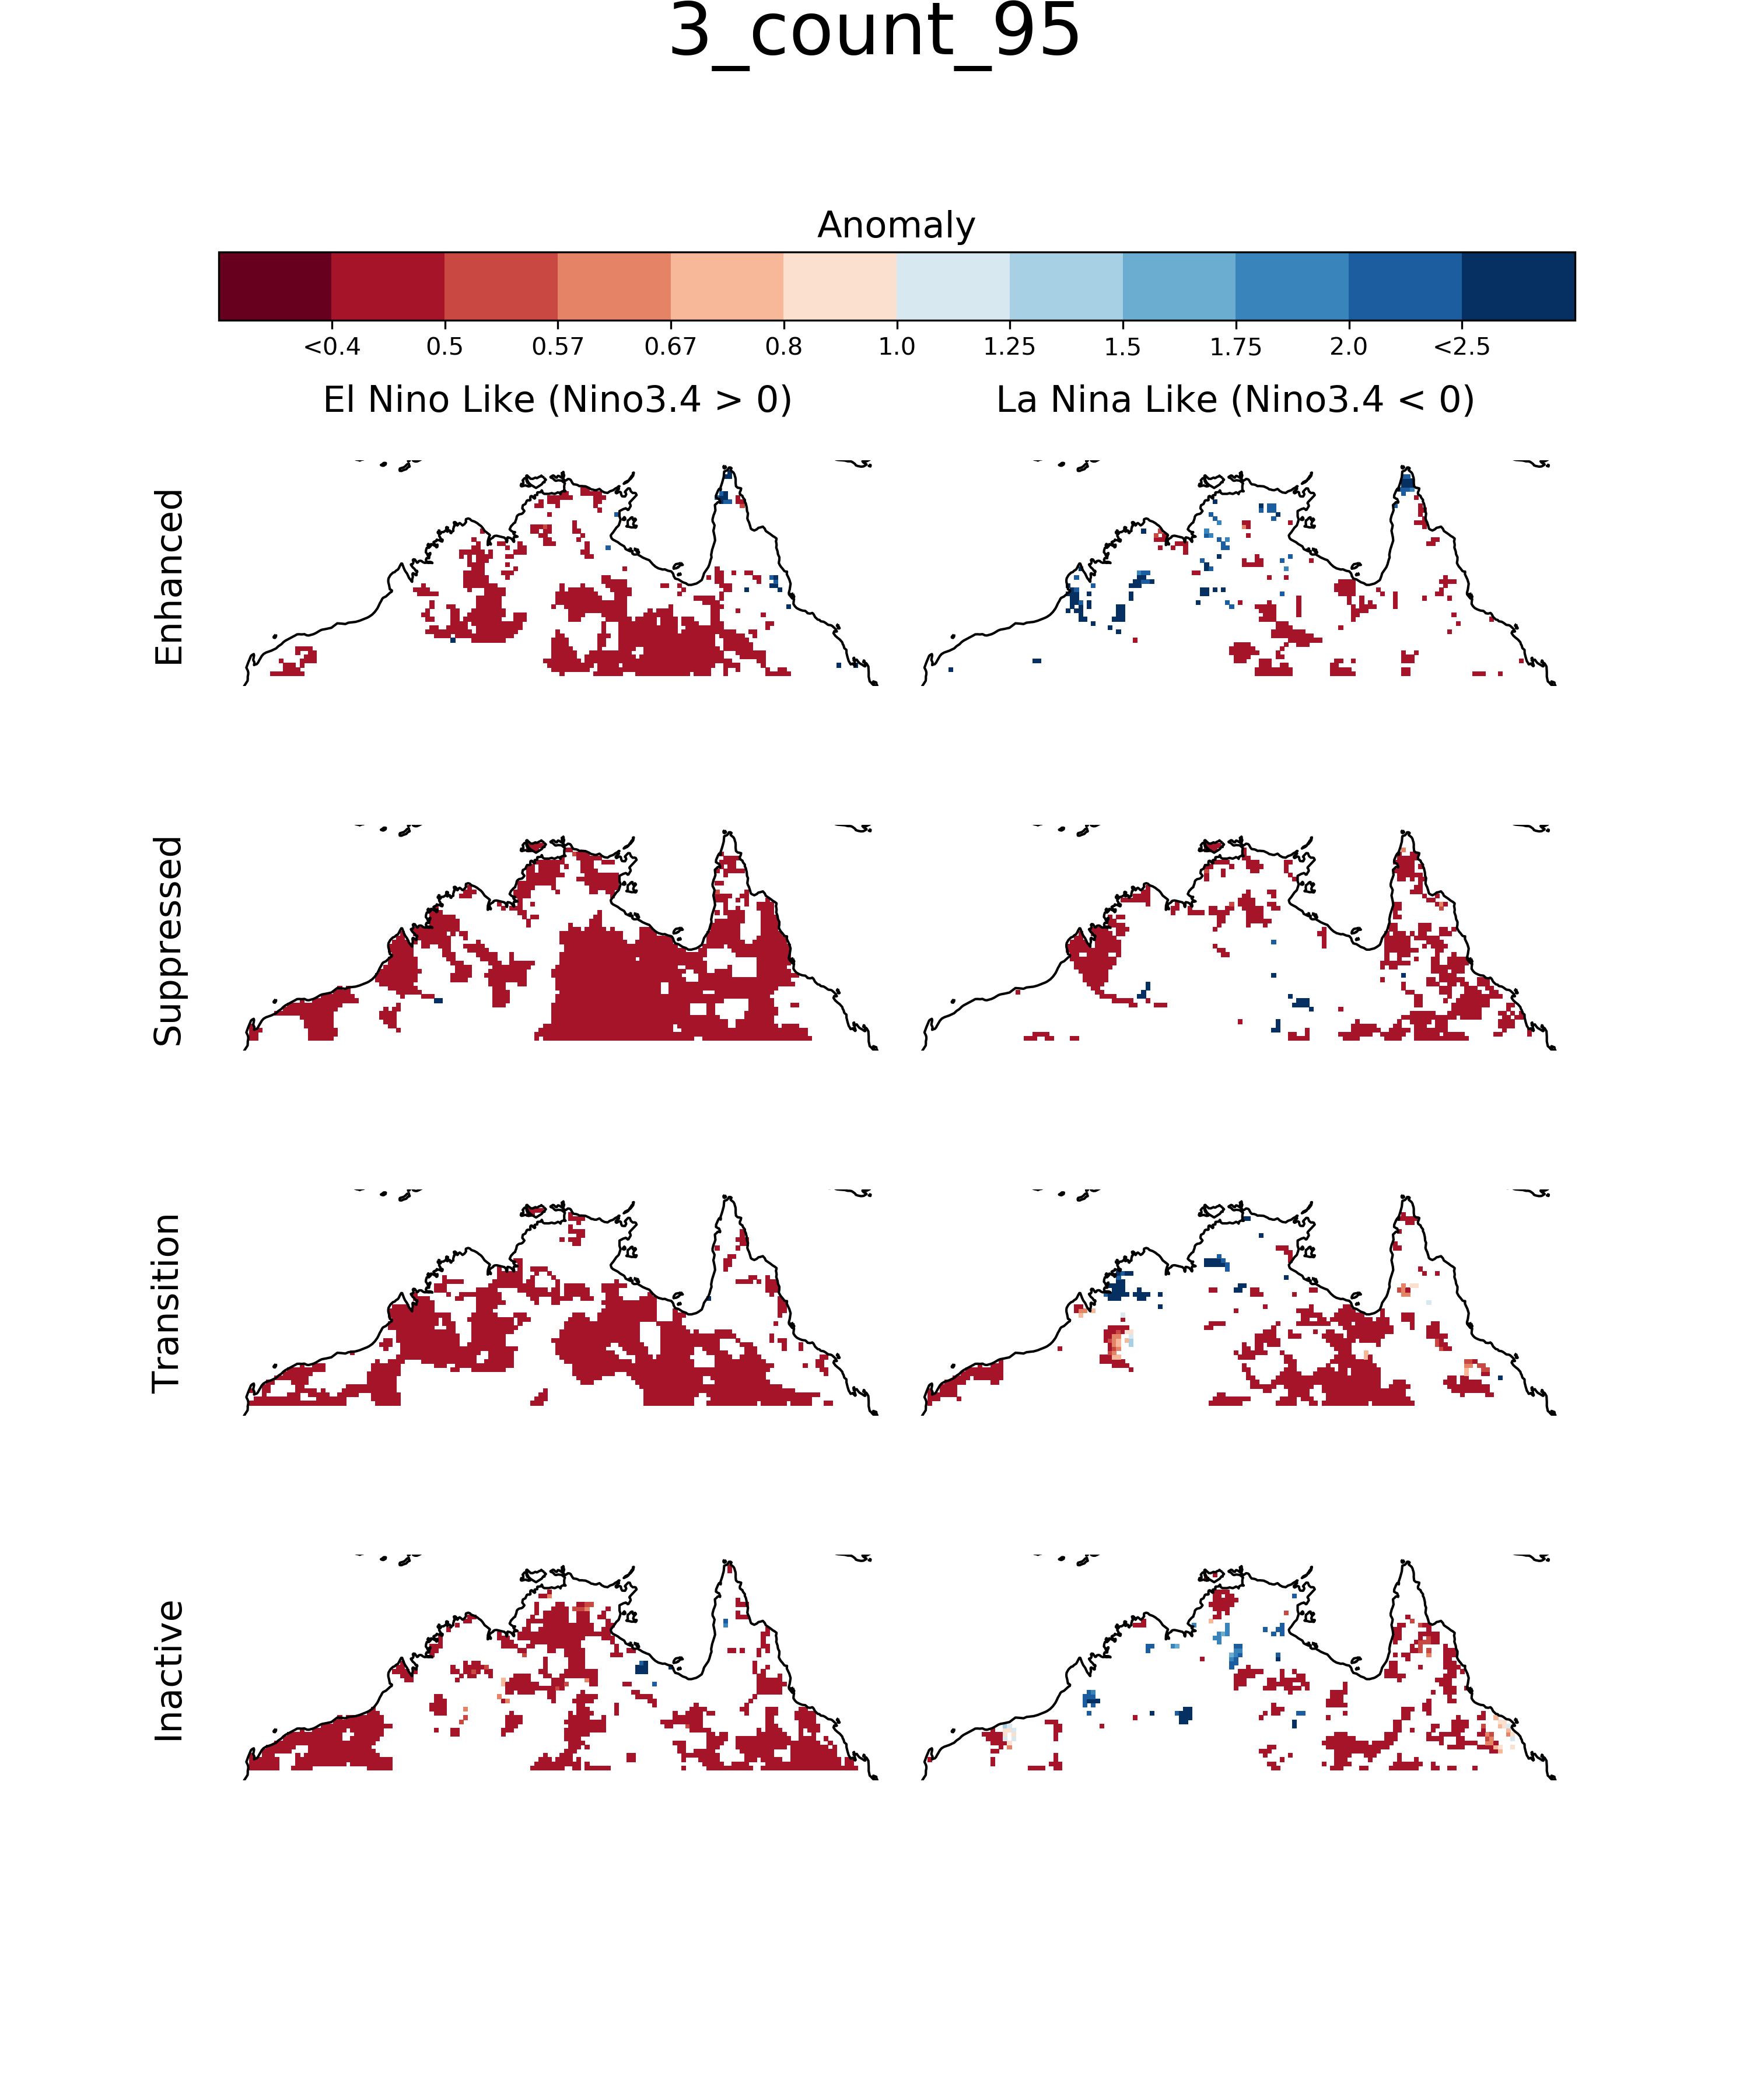 3_count_95
Anomaly
<0.4 0.5 0.57 0.67 0.8 1.0 1.25 1.5 1.75 2.0 <2.5
El Nino Like (Nino3.4 > 0) La Nina Like (Nino3.4 < 0)
Enhanced
Suppressed
Transition
Inactive